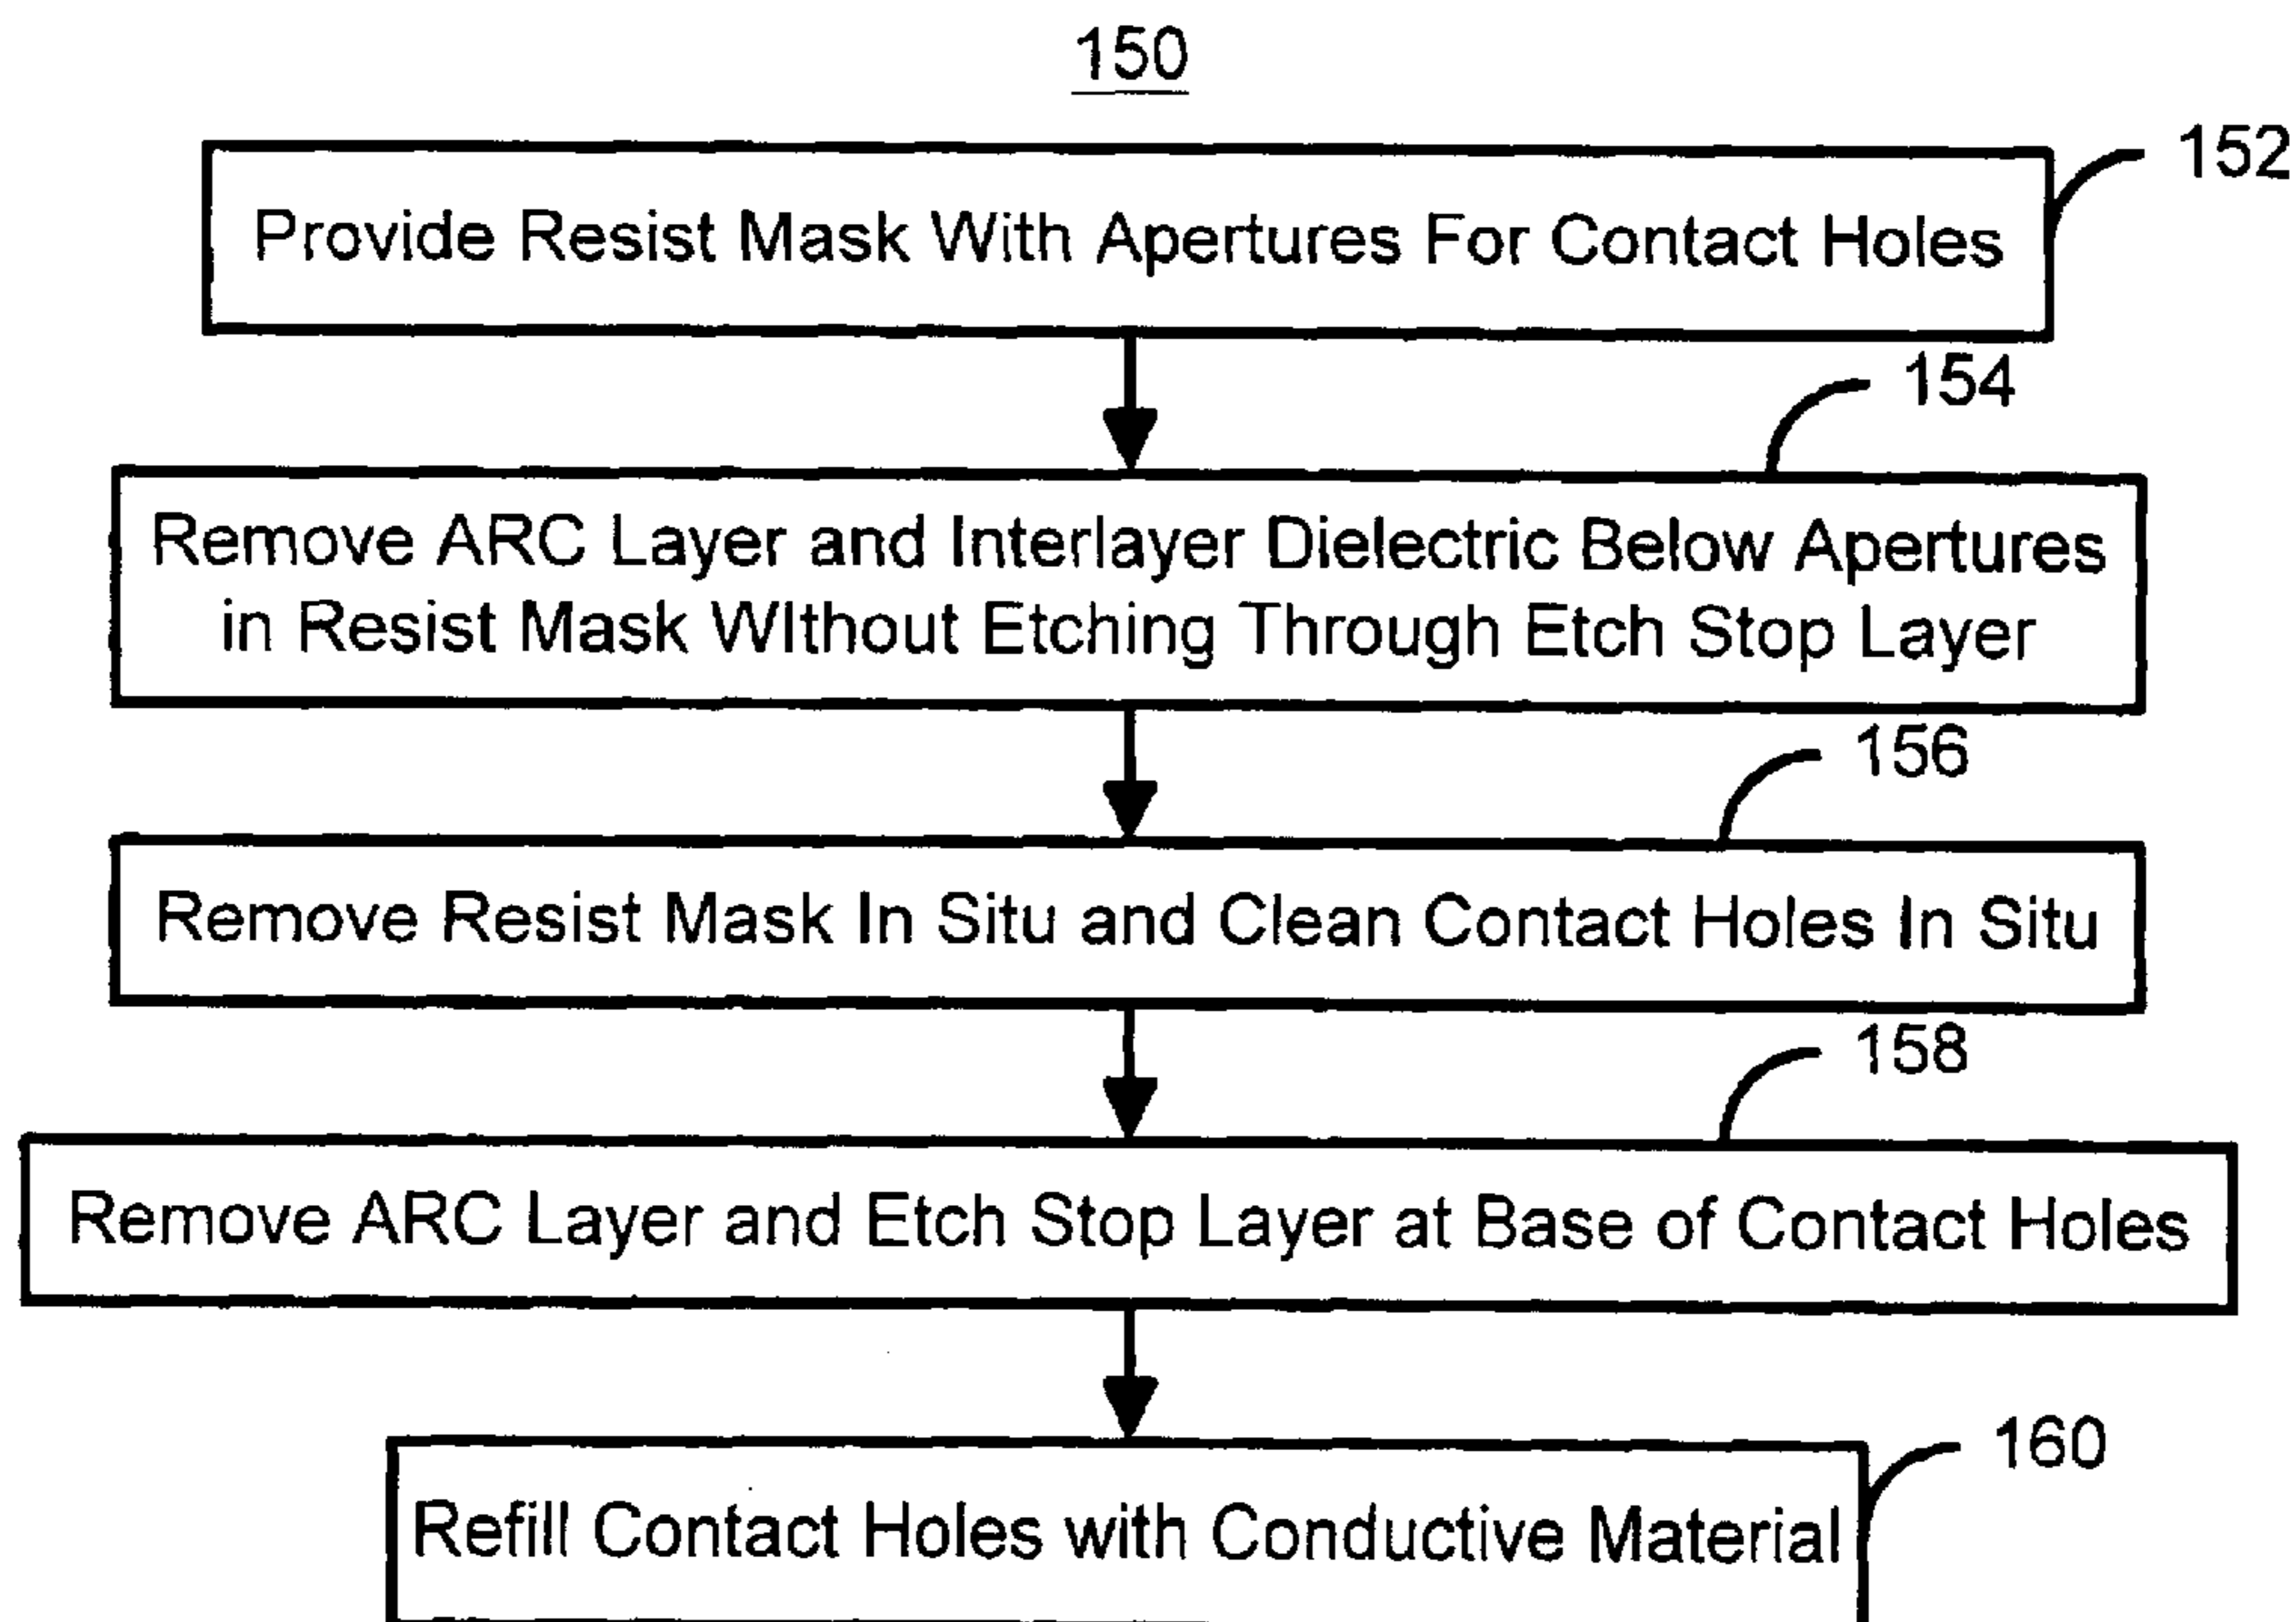 150
152
Provide Resist Mask With Apertures For Contact Holes
154
Remove ARC Layer and Interlayer Dielectric Below Apertures
in Resist Mask WIthout Etching Through Etch Stop Layer
156
Remove Resist Mask In Situ and Clean Contact Holes In Situ
158
Remove ARC Layer and Etch Stop Layer at Base of Contact Holes
160
Refill Contact Holes with Conductive Material